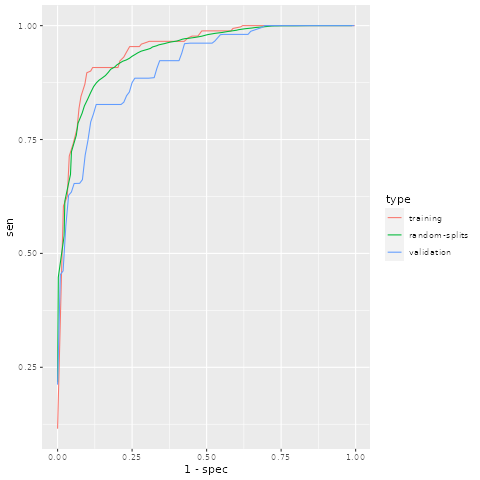 1.00
0.75
0.50
0.25
sen
0.00 0.25 0.50 0.75 1.00
1 - spec
type
training
random-splits
validation